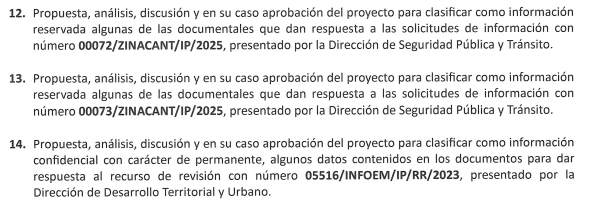 12. Propuesta, análisis, discusión y en su caso aprobación del proyecto para clasificar como información
reservada algunas de las documentales que dan respuesta a las solicitudes de información con
número 00072/ZINACANT/IP/2025, presentado por la Dirección de Seguridad Pública y Tránsito.
13. Propuesta, análisis, discusión y en su caso aprobación del proyecto para clasificar como información
reservada algunas de las documentales que dan respuesta a las solicitudes de información con
número 00073/ZINACANT/IP/2025, presentado por la Dirección de Seguridad Pública y Tránsito.
14. Propuesta, análisis, discusión y en su caso aprobación del proyecto para clasificar como información
confidencial con carácter de permanente, algunos datos contenidos en los documentos para dar
respuesta al recurso de revisión con número 05516/INFOEM/IP/RR/2023, presentado por la
Dirección de Desarrollo Territorial y Urbano.